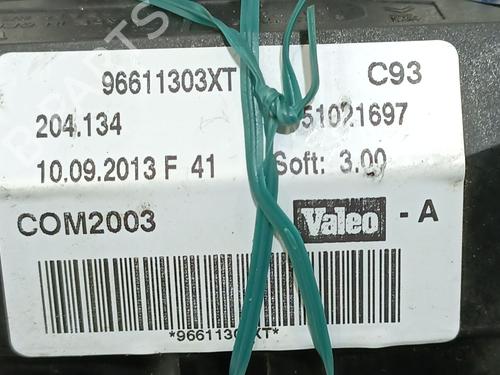 96611303XT C93
204.134 51021697
10.09.2013 F 41 Soft: 3.00
COM2003 Valeo - A